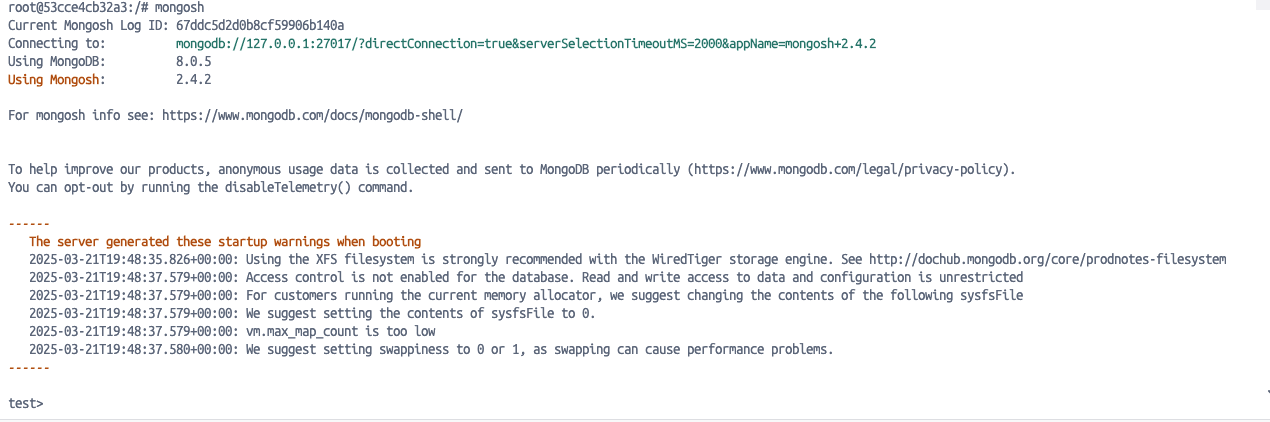 root@53cce4cb32a3:/# mongosh
Current Mongosh Log ID: 67ddc5d2d0b8cf59906b140a
Connecting to: mongodb://127.0.0.1:27017/?directConnection=true&serverSelectionTimeoutMS=2000&appName=mongosh+2.4.2
Using MongoDB: 8.0.5
Using Mongosh: 2.4.2
For mongosh info see: https://www.mongodb.com/docs/mongodb-shell/
To help improve our products, anonymous usage data is collected and sent to MongoDB periodically (https://www.mongodb.com/legal/privacy-policy).
You can opt-out by running the disableTelemetry() command.
------
The server generated these startup warnings when booting
2025-03-21T19:48:35.826+00:00: Using the XFS filesystem is strongly recommended with the WiredTiger storage engine. See http://dochub.mongodb.org/core/prodnotes-filesystem
2025-03-21T19:48:37.579+00:00: Access control is not enabled for the database. Read and write access to data and configuration is unrestricted
2025-03-21T19:48:37.579+00:00: For customers running the current memory allocator, we suggest changing the contents of the following sysfsFile
2025-03-21T19:48:37.579+00:00: We suggest setting the contents of sysfsFile to 0.
2025-03-21T19:48:37.579+00:00: vm.max_map_count is too low
2025-03-21T19:48:37.580+00:00: We suggest setting swappiness to 0 or 1, as swapping can cause performance problems.
------
test>